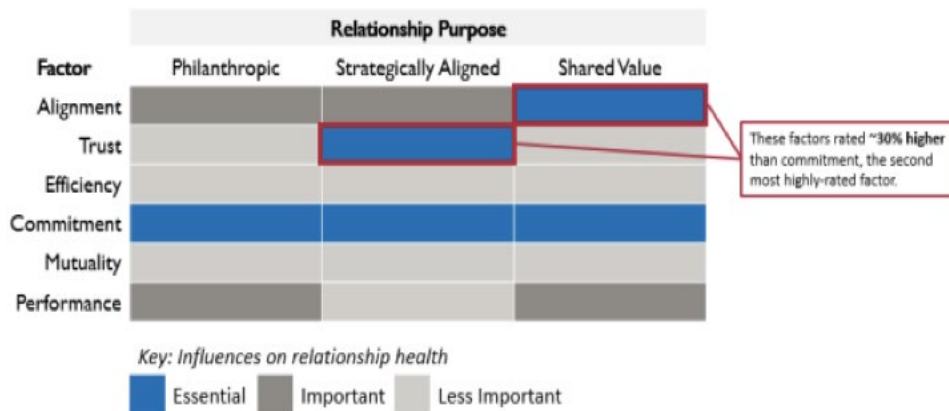 Relationship Purpose
Factor Philanthropic Strategically Aligned Shared Value
Alignment
Trust
Efficiency
Commitment
Mutuality
Performance
These factors rated ~30% higher
than commitment, the second
most highly-rated factor.
Key: Influences on relationship health
Essential Important Less Important